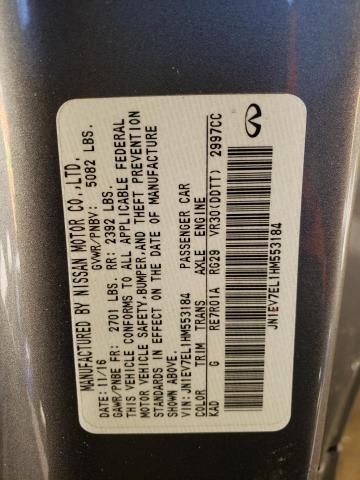 MANUFACTURED BY NISSAN MOTOR CO.,LTD.
GVWR/PNBV: 5082 LBS.
DATE: 11/16
GAWR/PNBE FR: 2701 LBS. RR: 2392 LBS.
THIS VEHICLE CONFORMS TO ALL APPLICABLE FEDERAL
MOTOR VEHICLE SAFETY,BUMPER,AND THEFT PREVENTION
STANDARDS IN EFFECT ON THE DATE OF MANUFACTURE
SHOWN ABOVE.
VIN:JN1EV7EL1HM553184 PASSENGER CAR
COLOR TRIM TRANS AXLE ENGINE
KAD G RE7R01A RG29 VR30(DDTT) 2997CC
JN1EV7EL1HM553184